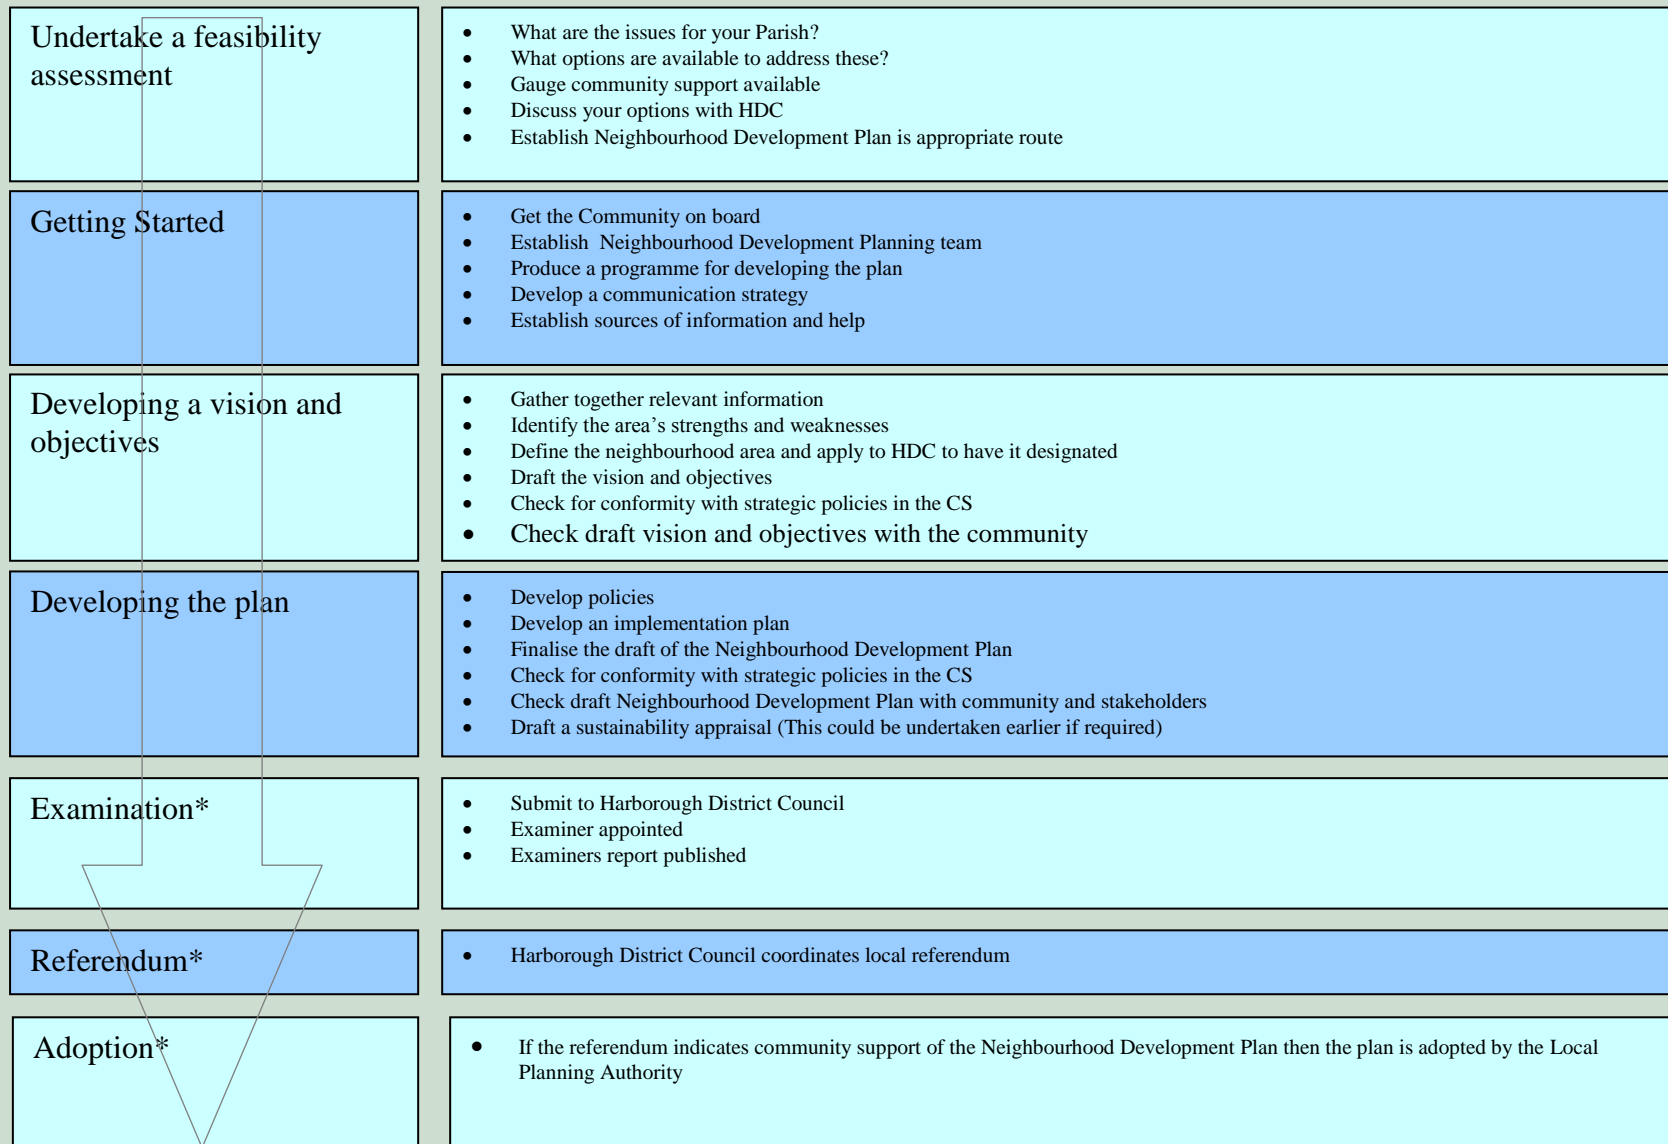 Undertake a feasibility
assessment
• What are the issues for your Parish?
• What options are available to address these?
• Gauge community support available
• Discuss your options with HDC
• Establish Neighbourhood Development Plan is appropriate route
Getting Started
• Get the Community on board
• Establish  Neighbourhood Development Planning team
• Produce a programme for developing the plan
• Develop a communication strategy
• Establish sources of information and help
Developing a vision and
objectives
• Gather together relevant information
• Identify the area’s strengths and weaknesses
• Define the neighbourhood area and apply to HDC to have it designated
• Draft the vision and objectives
• Check for conformity with strategic policies in the CS
• Check draft vision and objectives with the community
Developing the plan
• Develop policies
• Develop an implementation plan
• Finalise the draft of the Neighbourhood Development Plan
• Check for conformity with strategic policies in the CS
• Check draft Neighbourhood Development Plan with community and stakeholders
• Draft a sustainability appraisal (This could be undertaken earlier if required)
Examination*
• Submit to Harborough District Council
• Examiner appointed
• Examiners report published
Referendum*
• Harborough District Council coordinates local referendum
Adoption*
• If the referendum indicates community support of the Neighbourhood Development Plan then the plan is adopted by the Local
Planning Authority